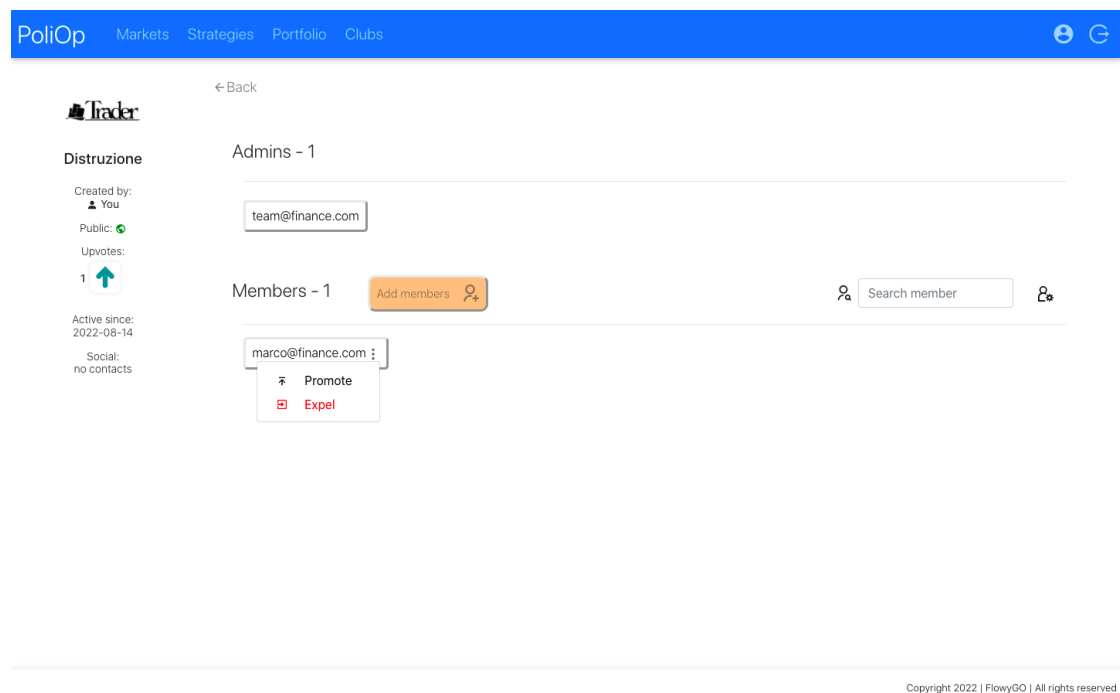 PoliOp Markets Strategies Portfolio Clubs
←Back
Trader
Distruzione
Created by:
You
Public:
Upvotes:
1
Active since:
2022-08-14
Social:
no contacts
Admins - 1
team@finance.com
Members - 1
Add members
Search member
marco@finance.com
Promote
Expel
Copyright 2022 | FlowyGO | All rights reserved